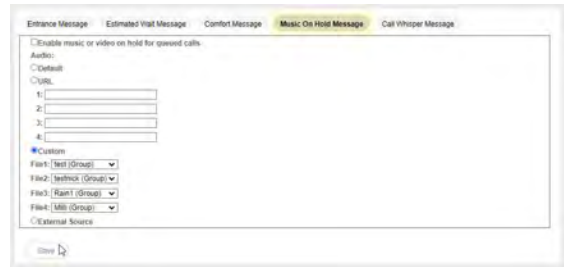 Entrance Message Estimated Wait Message Comfort Message Music On Hold Message Call Whisper Message
Enable music or video on hold for queued calls
Audio:
Default
URL
1:
2:
3:
4:
Custom
File1: test (Group)
File2: testmick (Group)
File3: Rain1 (Group)
File4: Milli (Group)
External Source
Save